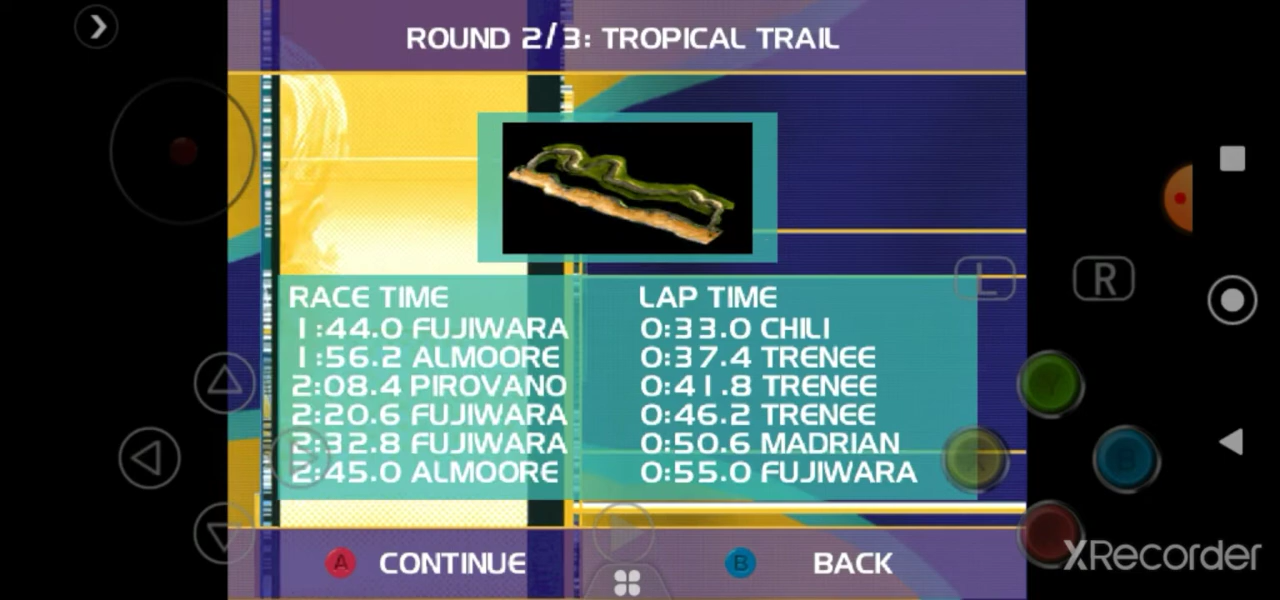 ROUND 2/3: TROPICAL TRAIL
RACE TIME
1:44.0 FUJIWARA
1:56.2 ALMOORE
2:08.4 PIROVANO
2:20.6 FUJIWARA
2:32.8 FUJIWARA
2:45.0 ALMOORE
LAP TIME
0:33.0 CHILI
0:37.4 TRENEE
0:41.8 TRENEE
0:46.2 TRENEE
0:50.6 MADRIAN
0:55.0 FUJIWARA
L
R
Y
X
B
A CONTINUE
B BACK
XRecorder